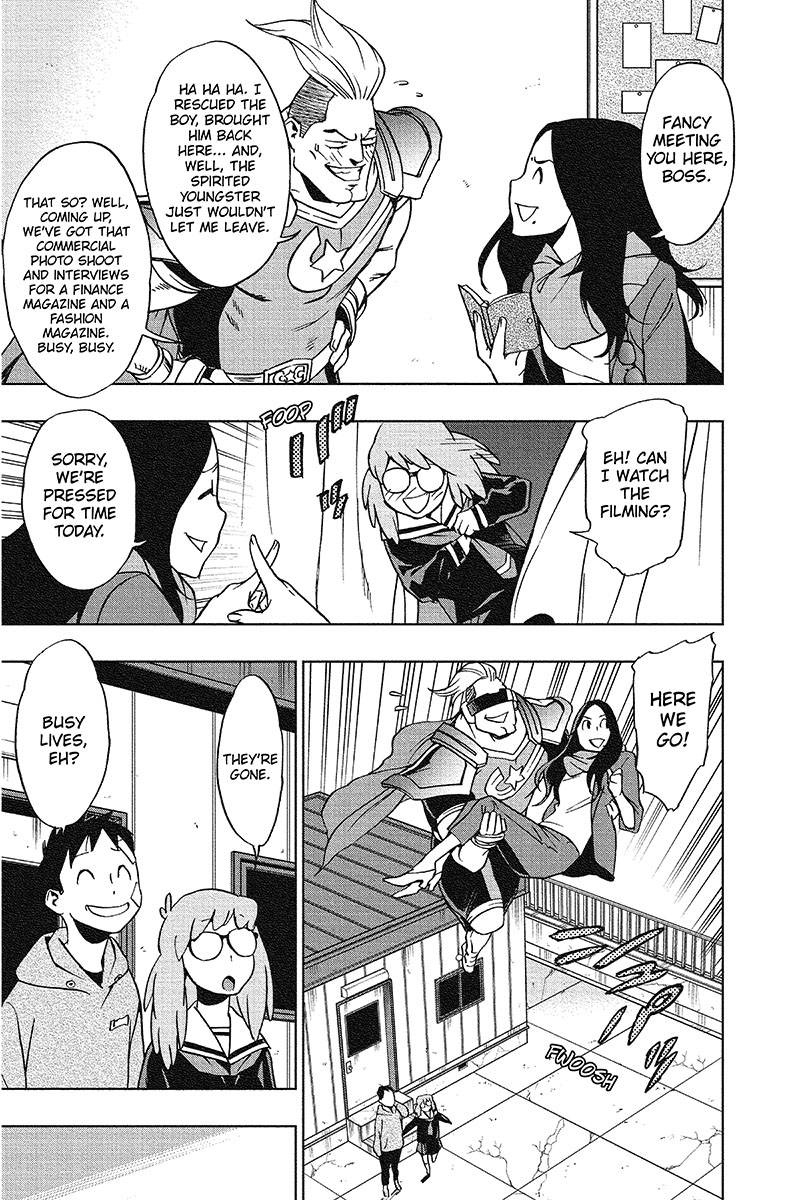 FANCY
MEETING
YOU HERE,
BOSS.
HA HA HA. I
RESCUED THE
BOY, BROUGHT
HIM BACK
HERE... AND,
WELL, THE
SPIRITED
YOUNGSTER
JUST WOULDN'T
LET ME LEAVE.
THAT SO? WELL,
COMING UP,
WE'VE GOT THAT
COMMERCIAL
PHOTO SHOOT
AND INTERVIEWS
FOR A FINANCE
MAGAZINE AND A
FASHION
MAGAZINE.
BUSY, BUSY.
EH! CAN
I WATCH
THE
FILMING?
FOOP
SORRY,
WE'RE
PRESSED
FOR TIME
TODAY.
HERE
WE
GO!
FWOOSH
THEY'RE
GONE.
BUSY
LIVES,
EH?